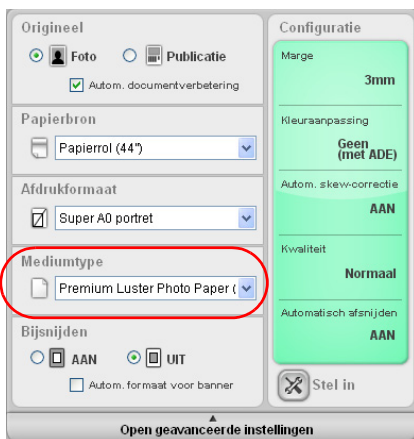 Origineel
Foto Publicatie
Autom. documentverbetering
Papierbron
Papierrol (44")
Afdrukformaat
Super A0 portret
Mediumtype
Premium Luster Photo Paper (
Bijsnijden
AAN UIT
Autom. formaat voor banner
Configuratie
Marge
3mm
Kleuraanpassing
Geen
(met ADE)
Autom. skew-correctie
AAN
Kwaliteit
Normaal
Automatisch afsnijden
AAN
Stel in
Open geavanceerde instellingen